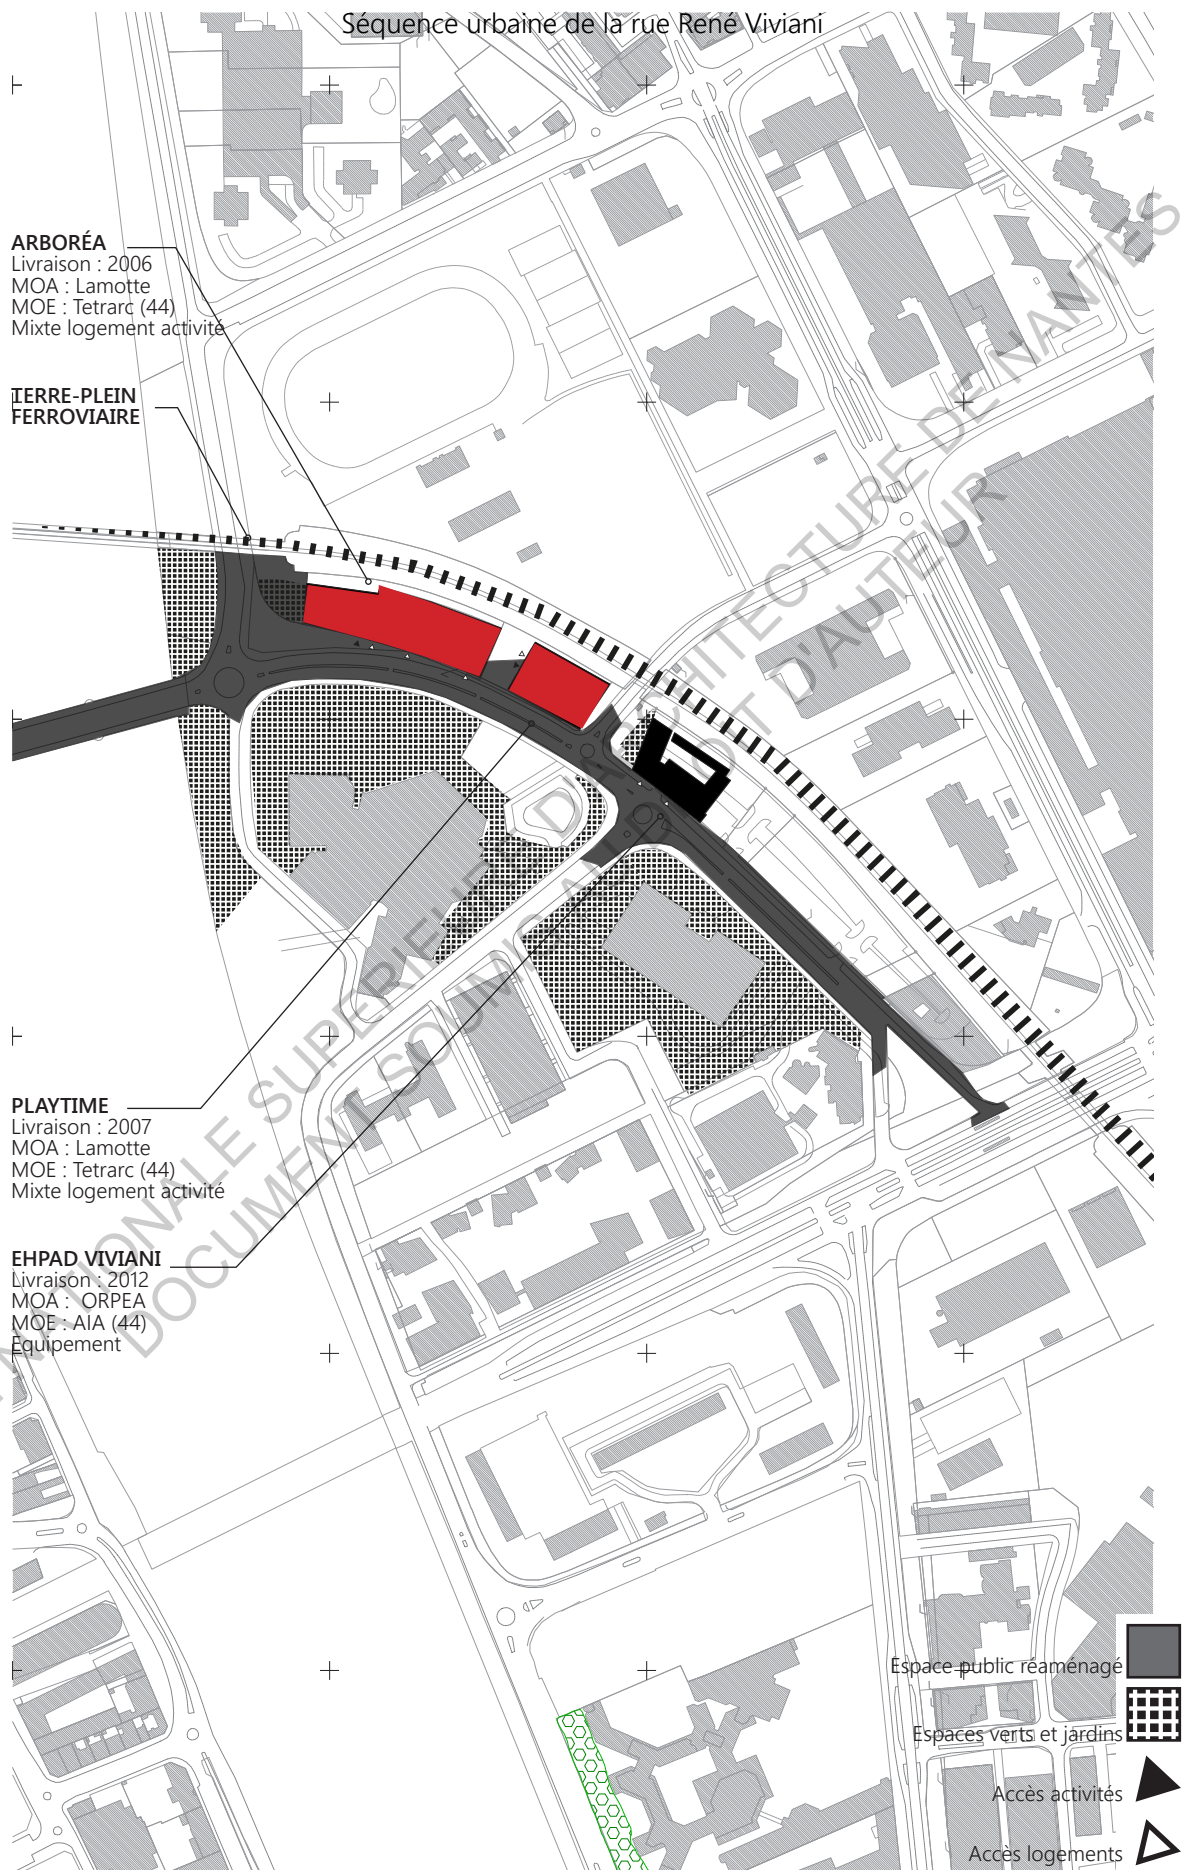 Séquence urbaine de la rue René Viviani
ARBORÉA
Livraison : 2006
MOA : Lamotte
MOE : Tetrarc (44)
Mixte logement activité
TERRE-PLEIN
FERROVIAIRE
PLAYTIME
Livraison : 2007
MOA : Lamotte
MOE : Tetrarc (44)
Mixte logement activité
EHPAD VIVIANI
Livraison : 2012
MOA : ORPEA
MOE : AIA (44)
Equipement
NATIONALE SUPERIEURE D'ARCHITECTURE DE NANTES
DOCUMENT SOUMIS AU DROIT D'AUTEUR
Espace public réaménagé
Espaces verts et jardins
Accès activités
Accès logements